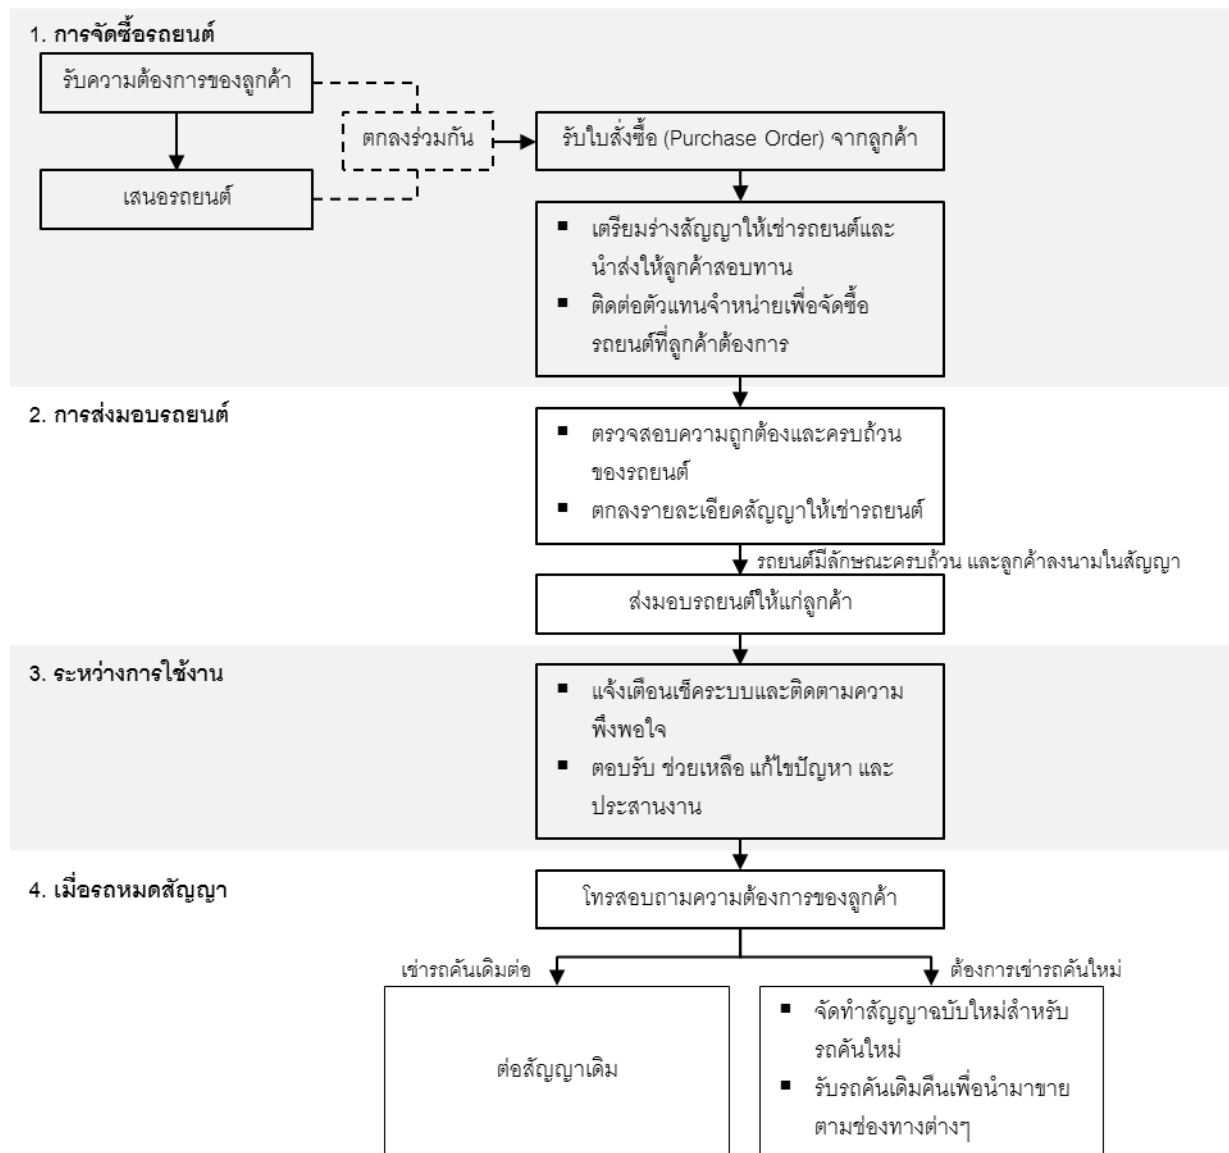 1. การจัดซื้อรถยนต์
รับความต้องการของลูกค้า
ตกลงร่วมกัน
รับใบสั่งซื้อ (Purchase Order) จากลูกค้า
เสนอรถยนต์
▪ เตรียมร่างสัญญาให้เช่ารถยนต์และ
นำส่งให้ลูกค้าสอบทาน
▪ ติดต่อตัวแทนจำหน่ายเพื่อจัดซื้อ
รถยนต์ที่ลูกค้าต้องการ
2. การส่งมอบรถยนต์
▪ ตรวจสอบความถูกต้องและครบถ้วน
ของรถยนต์
▪ ตกลงรายละเอียดสัญญาให้เช่ารถยนต์
รถยนต์มีลักษณะครบถ้วน และลูกค้าลงนามในสัญญา
ส่งมอบรถยนต์ให้แก่ลูกค้า
3. ระหว่างการใช้งาน
▪ แจ้งเตือนเช็คระบบและติดตามความ
พึงพอใจ
▪ ตอบรับ ช่วยเหลือ แก้ไขปัญหา และ
ประสานงาน
4. เมื่อรถหมดสัญญา
โทรสอบถามความต้องการของลูกค้า
เช่ารถคันเดิมต่อ
ต้องการเช่ารถคันใหม่
ต่อสัญญาเดิม
▪ จัดทำสัญญาฉบับใหม่สำหรับ
รถคันใหม่
▪ รับรถคันเดิมคืนเพื่อนำมาขาย
ตามช่องทางต่างๆ